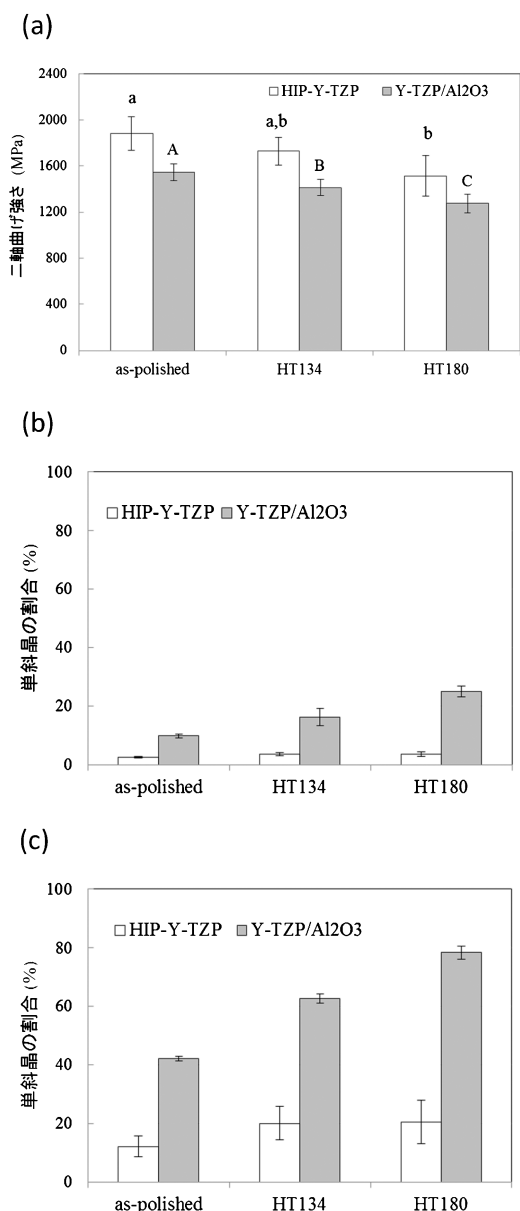 (a)
二軸曲げ強さ (MPa)
2400
2000
1600
1200
800
400
0
HIP-Y-TZP Y-TZP/Al2O3
a
A
a,b
B
b
C
as-polished HT134 HT180
(b)
単斜晶の割合 (%)
100
80
60
40
20
0
HIP-Y-TZP Y-TZP/Al2O3
as-polished HT134 HT180
(c)
単斜晶の割合 (%)
100
80
60
40
20
0
HIP-Y-TZP Y-TZP/Al2O3
as-polished HT134 HT180